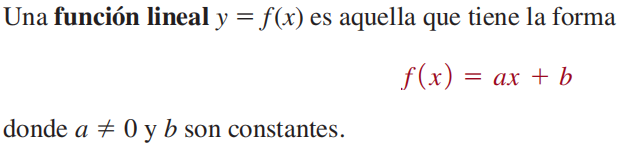 Una función lineal y = f(x) es aquella que tiene la forma
f(x) = ax + b
donde a ≠ 0 y b son constantes.